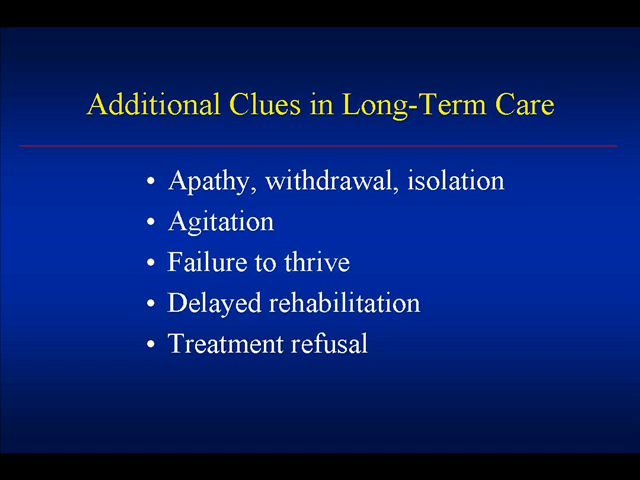 Additional Clues in Long-Term Care
• Apathy, withdrawal, isolation
• Agitation
• Failure to thrive
• Delayed rehabilitation
• Treatment refusal